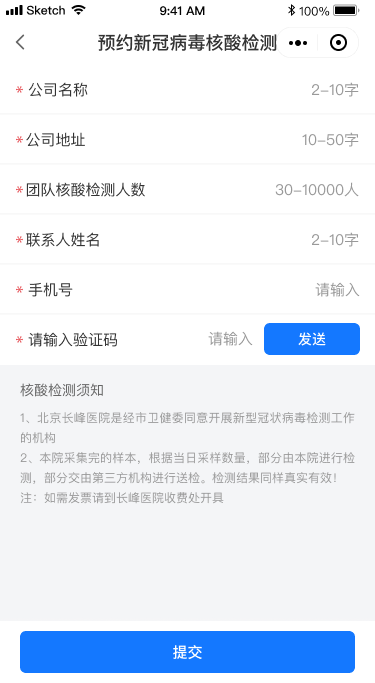 Sketch 9:41 AM 100%
预约新冠病毒核酸检测
* 公司名称 2-10字
* 公司地址 10-50字
* 团队核酸检测人数 30-10000人
* 联系人姓名 2-10字
* 手机号 请输入
* 请输入验证码 请输入 发送
核酸检测须知
1、北京长峰医院是经市卫健委同意开展新型冠状病毒检测工作
的机构
2、本院采集完的样本，根据当日采样数量，部分由本院进行检
测，部分交由第三方机构进行送检。检测结果同样真实有效！
注：如需发票请到长峰医院收费处开具
提交